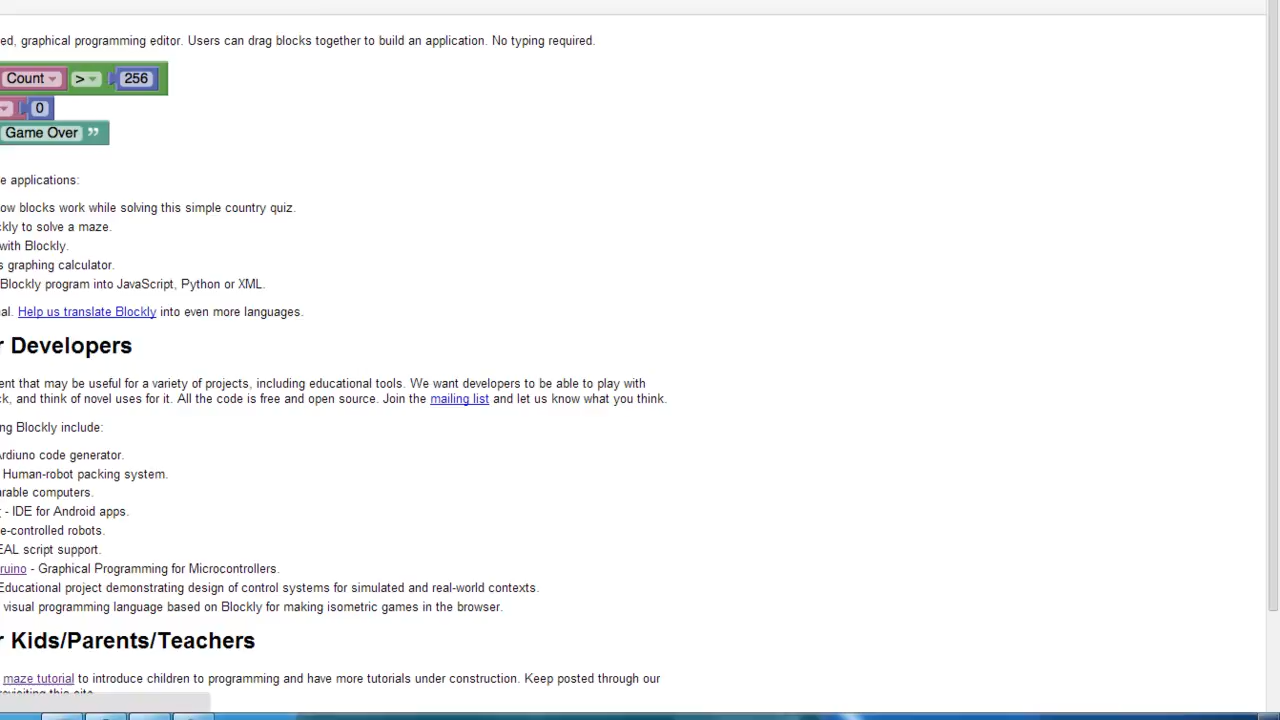 ed, graphical programming editor. Users can drag blocks together to build an application. No typing required.
Count > 256
0
Game Over ”
e applications:
ow blocks work while solving this simple country quiz.
ckly to solve a maze.
with Blockly.
s graphing calculator.
Blockly program into JavaScript, Python or XML.
al. Help us translate Blockly into even more languages.
r Developers
ent that may be useful for a variety of projects, including educational tools. We want developers to be able to play with
ck, and think of novel uses for it. All the code is free and open source. Join the mailing list and let us know what you think.
ng Blockly include:
Arduino code generator.
Human-robot packing system.
arable computers.
- IDE for Android apps.
e-controlled robots.
EAL script support.
ruino - Graphical Programming for Microcontrollers.
Educational project demonstrating design of control systems for simulated and real-world contexts.
visual programming language based on Blockly for making isometric games in the browser.
r Kids/Parents/Teachers
maze tutorial to introduce children to programming and have more tutorials under construction. Keep posted through our
revisiting this site.